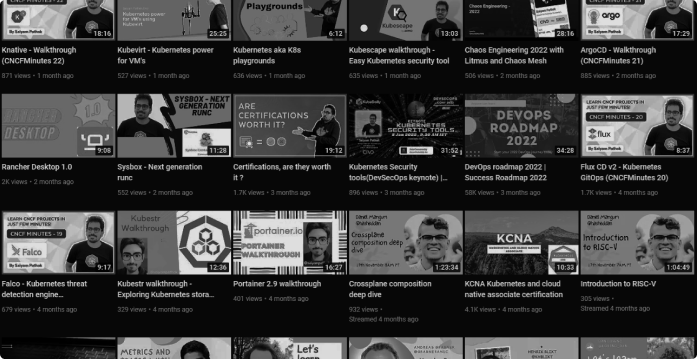 18:16
25:25
Playgrounds
6:12
Kubescape
13:03
Chaos Engineering 2022
28:16
By Saiyam Pathak
argo
17:29
Knative - Walkthrough
(CNCFMinutes 22)
871 views • 1 month ago
Kubevirt - Kubernetes power
for VM's
527 views • 1 month ago
Kubernetes aka K8s
playgrounds
636 views • 1 month ago
Kubescape walkthrough -
Easy Kubernetes security tool
635 views • 1 month ago
Chaos Engineering 2022 with
Litmus and Chaos Mesh
506 views • 2 months ago
ArgoCD - Walkthrough
(CNCFMinutes 21)
885 views • 2 months ago
RANCHER
DESKTOP
1.0
9:08
SYSBOX - NEXT
GENERATION
RUNC
11:28
ARE
CERTIFICATIONS
WORTH IT?
19:12
KUBERNETES
SECURITY TOOLS
31:52
DEVOPS
ROADMAP
2022
34:28
LEARN CNCF PROJECTS IN
JUST FEW MINUTES!
CNCF MINUTES - 20
flux
By Saiyam Pathak
8:37
Rancher Desktop 1.0
2K views • 2 months ago
Sysbox - Next generation
runc
552 views • 2 months ago
Certifications, are they worth
it ?
1.7K views • 3 months ago
Kubernetes Security
tools(DevSecOps keynote) |...
896 views • 3 months ago
DevOps roadmap 2022 |
Success Roadmap 2022
58K views • 3 months ago
Flux CD v2 - Kubernetes
GitOps (CNCFMinutes 20)
1.7K views • 4 months ago
LEARN CNCF PROJECTS IN
JUST FEW MINUTES!
CNCF MINUTES - 19
Falco
By Saiyam Pathak
9:17
Kubestr
Walkthrough
12:36
portainer.io
PORTAINER
WALKTHROUGH
16:27
Crossplane
composition deep
dive
1:23:34
KCNA
10:33
Introduction
to RISC-V
1:04:49
Falco - Kubernetes threat
detection engine...
679 views • 4 months ago
Kubestr walkthrough -
Exploring Kubernetes stora...
329 views • 4 months ago
Portainer 2.9 walkthrough
401 views • 4 months ago
Crossplane composition
deep dive
932 views •
Streamed 4 months ago
KCNA Kubernetes and cloud
native associate certification
4.1K views • 4 months ago
Introduction to RISC-V
305 views •
Streamed 4 months ago
METRICS AND
Let's